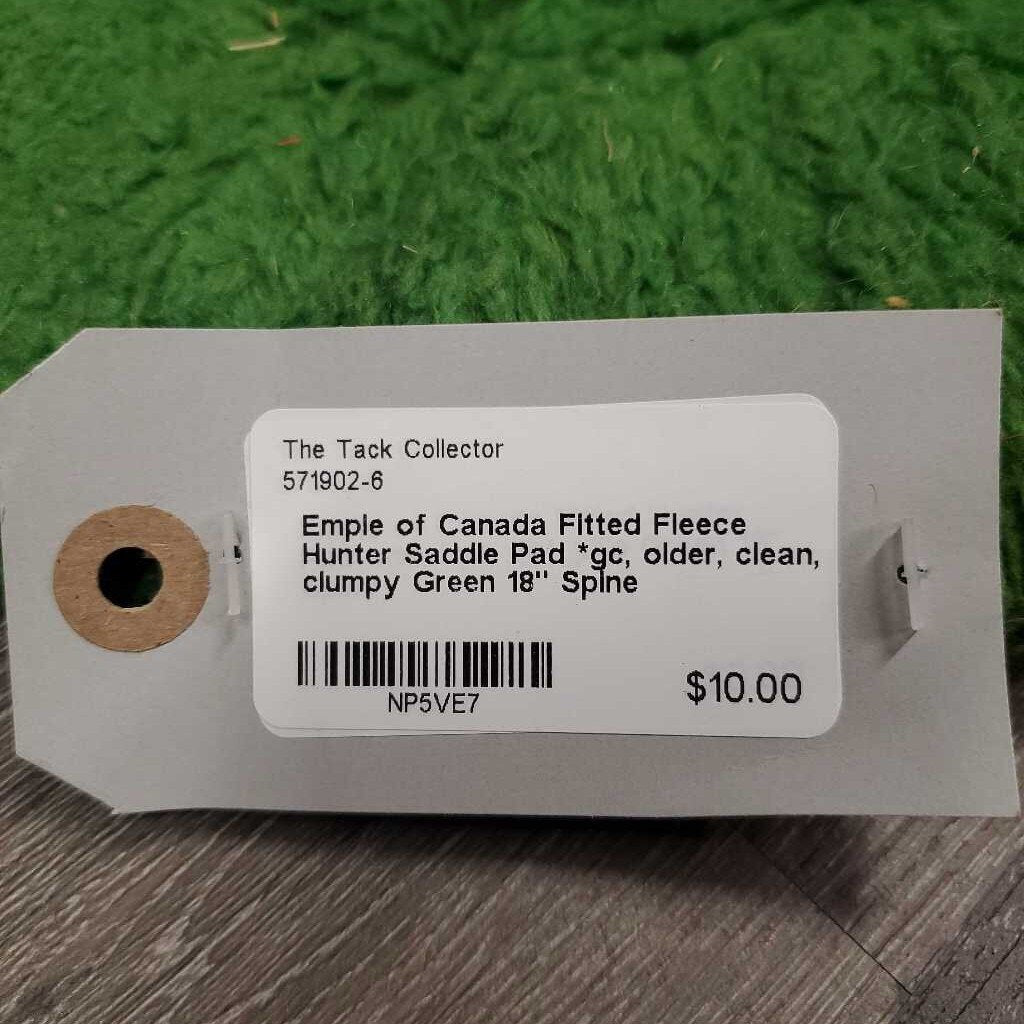 The Tack Collector
571902-6
Emple of Canada Fitted Fleece
Hunter Saddle Pad *gc, older, clean,
clumpy Green 18" Spine
NP5VE7
$10.00